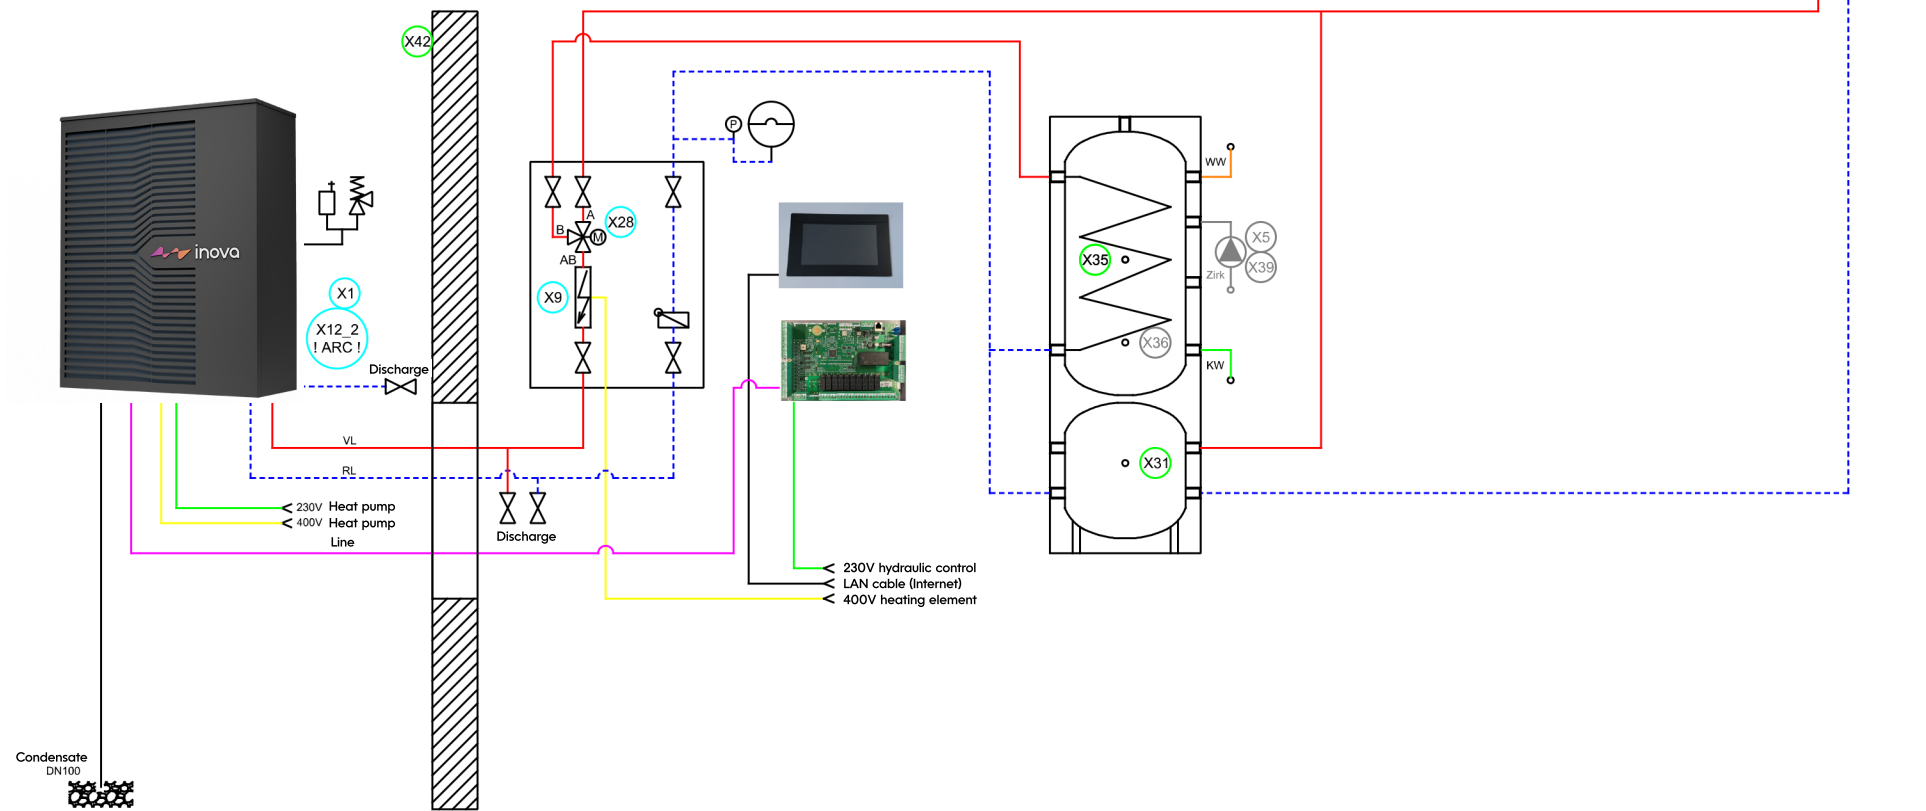 X42
P
WW
A
X28
B
M
X5
inova
AB
X35
X39
Zirk
X1
X9
X12_2
! ARC !
X36
Discharge
KW
VL
X31
RL
230V Heat pump
400V Heat pump
Line
Discharge
230V hydraulic control
LAN cable (Internet)
400V heating element
Condensate
DN100